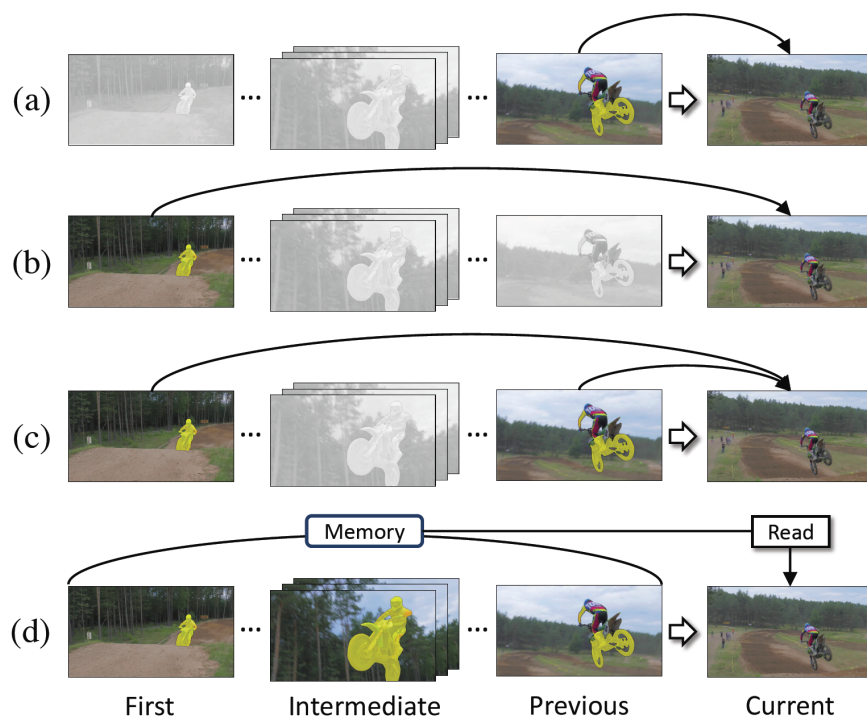 (a) ... ...
(b) ... ...
(c) ... ...
Memory Read
(d) ... ...
First Intermediate Previous Current